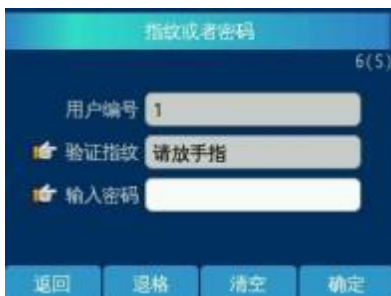 指纹或者密码
6(S)
用户编号 1
验证指纹 请放手指
输入密码
返回 退格 清空 确定